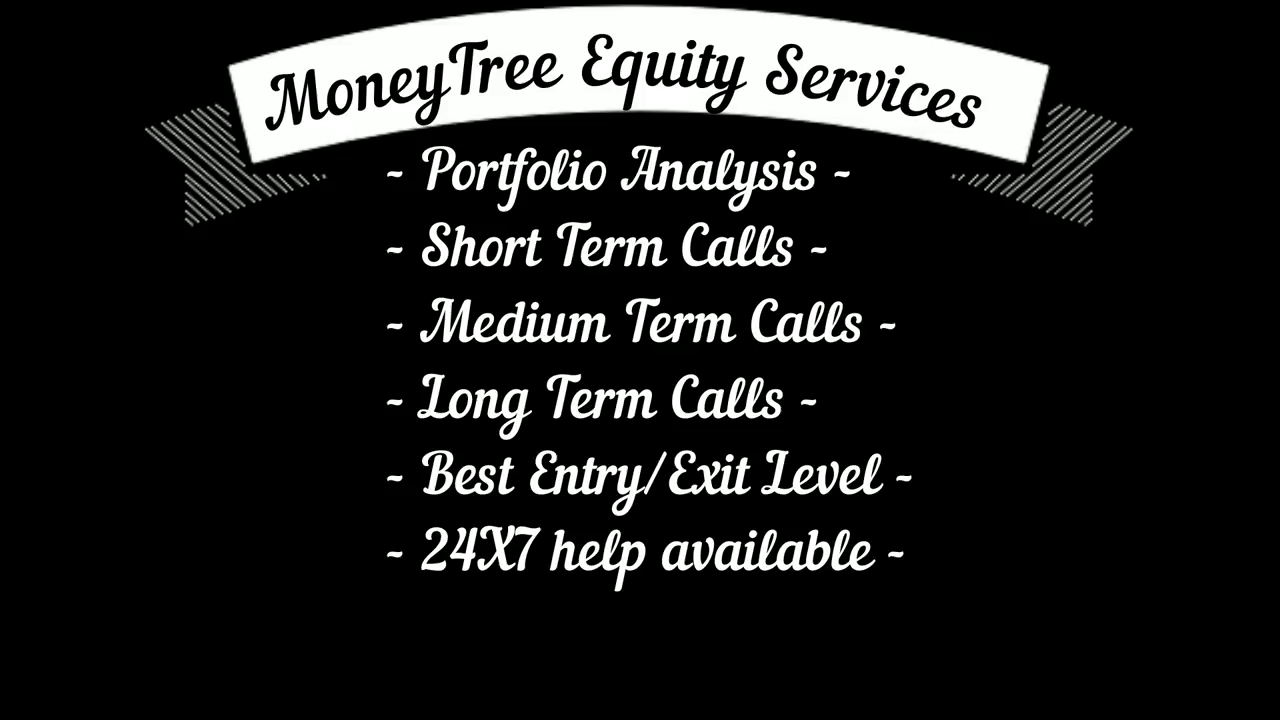 MoneyTree Equity Services
- Portfolio Analysis -
- Short Term Calls -
- Medium Term Calls -
- Long Term Calls -
- Best Entry/Exit Level -
- 24X7 help available -